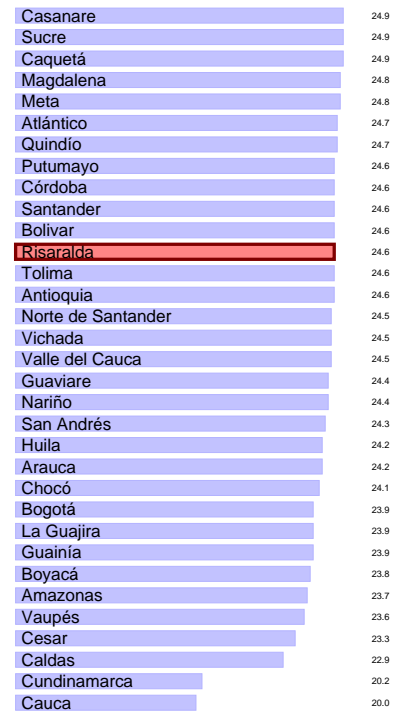 Casanare 24.9
Sucre 24.9
Caquetá 24.9
Magdalena 24.8
Meta 24.8
Atlántico 24.7
Quindío 24.7
Putumayo 24.6
Córdoba 24.6
Santander 24.6
Bolivar 24.6
Risaralda 24.6
Tolima 24.6
Antioquia 24.6
Norte de Santander 24.5
Vichada 24.5
Valle del Cauca 24.5
Guaviare 24.4
Nariño 24.4
San Andrés 24.3
Huila 24.2
Arauca 24.2
Chocó 24.1
Bogotá 23.9
La Guajira 23.9
Guainía 23.9
Boyacá 23.8
Amazonas 23.7
Vaupés 23.6
Cesar 23.3
Caldas 22.9
Cundinamarca 20.2
Cauca 20.0